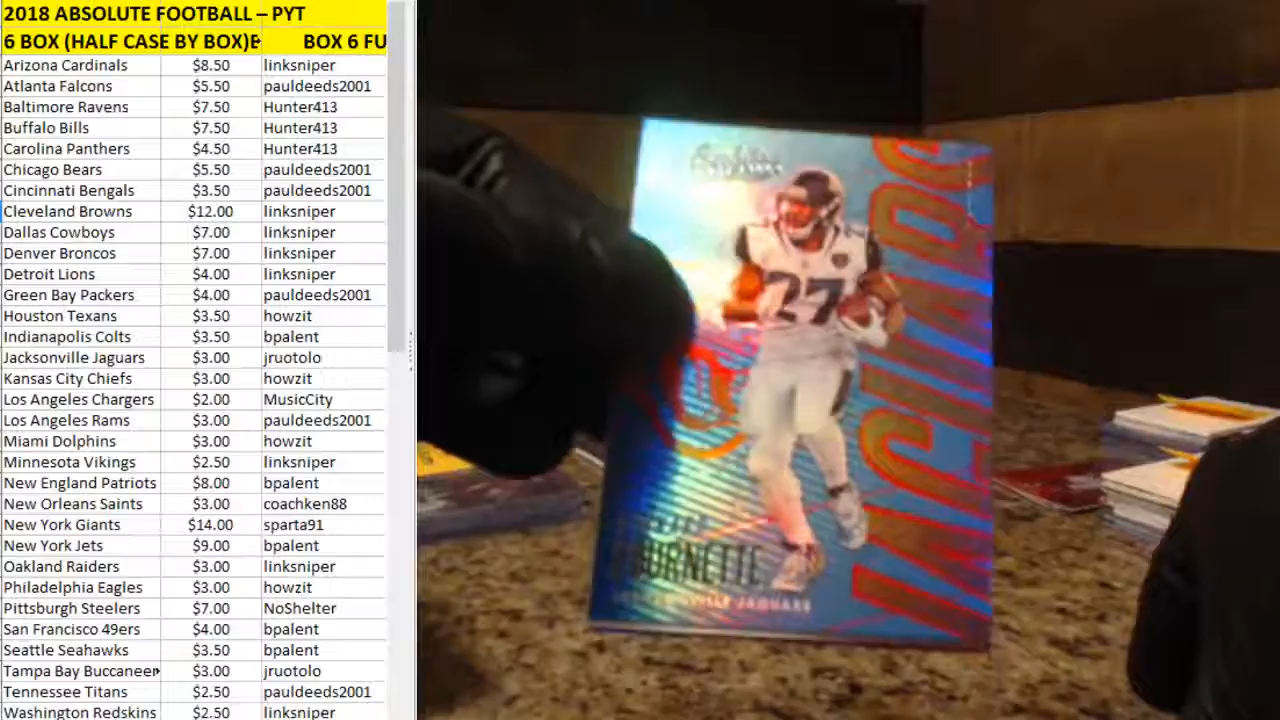 2018 ABSOLUTE FOOTBALL – PYT
6 BOX (HALF CASE BY BOX)E BOX 6 FU
Arizona Cardinals $8.50 linksniper
Atlanta Falcons $5.50 pauldeeds2001
Baltimore Ravens $7.50 Hunter413
Buffalo Bills $7.50 Hunter413
Carolina Panthers $4.50 Hunter413
Chicago Bears $5.50 pauldeeds2001
Cincinnati Bengals $3.50 pauldeeds2001
Cleveland Browns $12.00 linksniper
Dallas Cowboys $7.00 linksniper
Denver Broncos $7.00 linksniper
Detroit Lions $4.00 linksniper
Green Bay Packers $4.00 pauldeeds2001
Houston Texans $3.50 howzit
Indianapolis Colts $3.50 bpalent
Jacksonville Jaguars $3.00 jruotolo
Kansas City Chiefs $3.00 howzit
Los Angeles Chargers $2.00 MusicCity
Los Angeles Rams $3.00 pauldeeds2001
Miami Dolphins $3.00 howzit
Minnesota Vikings $2.50 linksniper
New England Patriots $8.00 bpalent
New Orleans Saints $3.00 coachken88
New York Giants $14.00 sparta91
New York Jets $9.00 bpalent
Oakland Raiders $3.00 linksniper
Philadelphia Eagles $3.00 howzit
Pittsburgh Steelers $7.00 NoShelter
San Francisco 49ers $4.00 bpalent
Seattle Seahawks $3.50 bpalent
Tampa Bay Buccaneer $3.00 jruotolo
Tennessee Titans $2.50 pauldeeds2001
Washington Redskins $2.50 linksniper
27
JAGUARS